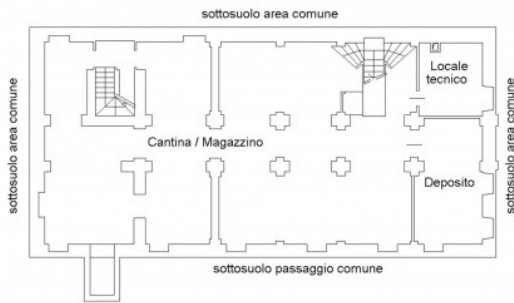 sottosuolo area comune
sottosuolo area comune
Locale
tecnico
Cantina / Magazzino
Deposito
sottosuolo area comune
sottosuolo passaggio comune